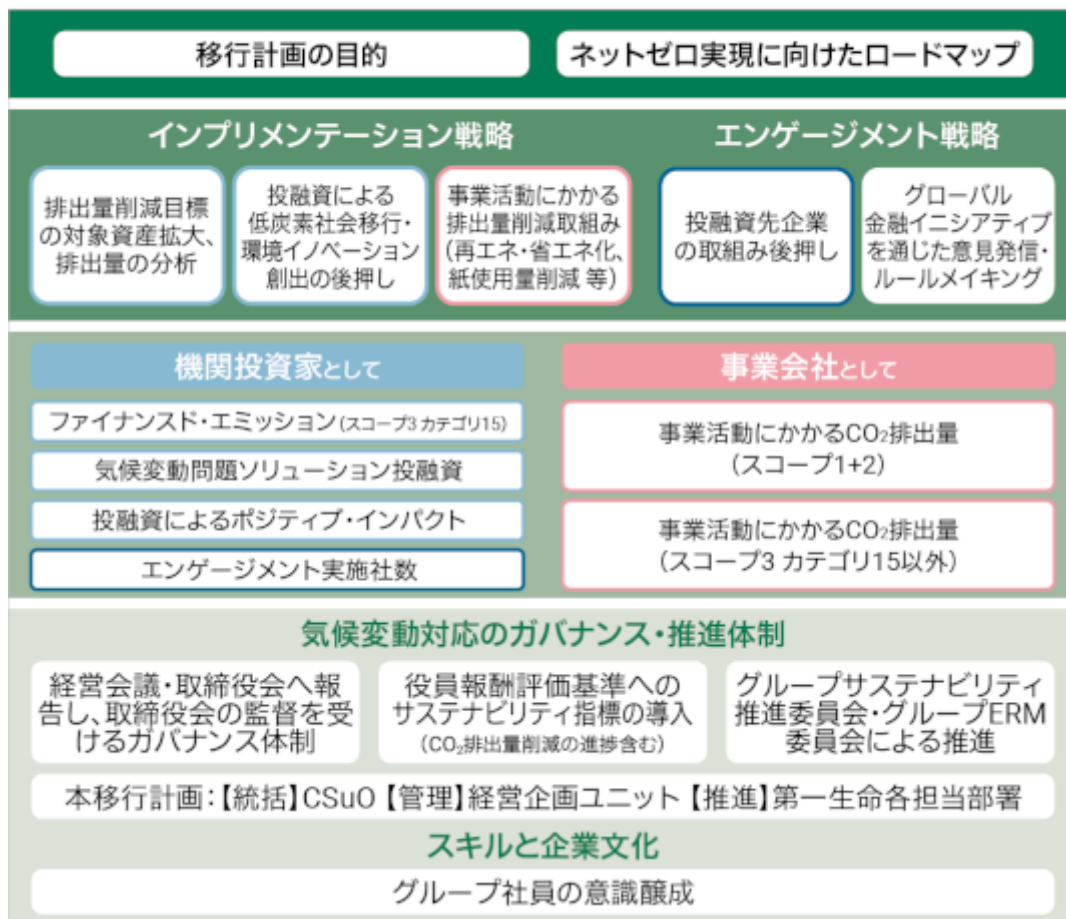 移行計画の目的
ネットゼロ実現に向けたロードマップ
インプリメンテーション戦略
排出量削減目標
の対象資産拡大、
排出量の分析
投融資による
低炭素社会移行・
環境イノベーション
創出の後押し
事業活動にかかる
排出量削減取組み
(再エネ・省エネ化、
紙使用量削減 等)
エンゲージメント戦略
投融資先企業
の取組み後押し
グローバル
金融イニシアティブ
を通じた意見発信・
ルールメイキング
機関投資家として
ファイナンスド・エミッション(スコープ3 カテゴリ15)
気候変動問題ソリューション投融資
投融資によるポジティブ・インパクト
エンゲージメント実施社数
事業会社として
事業活動にかかるCO₂排出量
(スコープ1+2)
事業活動にかかるCO₂排出量
(スコープ3 カテゴリ15以外)
気候変動対応のガバナンス・推進体制
経営会議・取締役会へ報
告し、取締役会の監督を受
けるガバナンス体制
役員報酬評価基準への
サステナビリティ指標の導入
(CO₂排出量削減の進捗含む)
グループサステナビリティ
推進委員会・グループERM
委員会による推進
本移行計画:【統括】CSuO 【管理】経営企画ユニット 【推進】第一生命各担当部署
スキルと企業文化
グループ社員の意識醸成